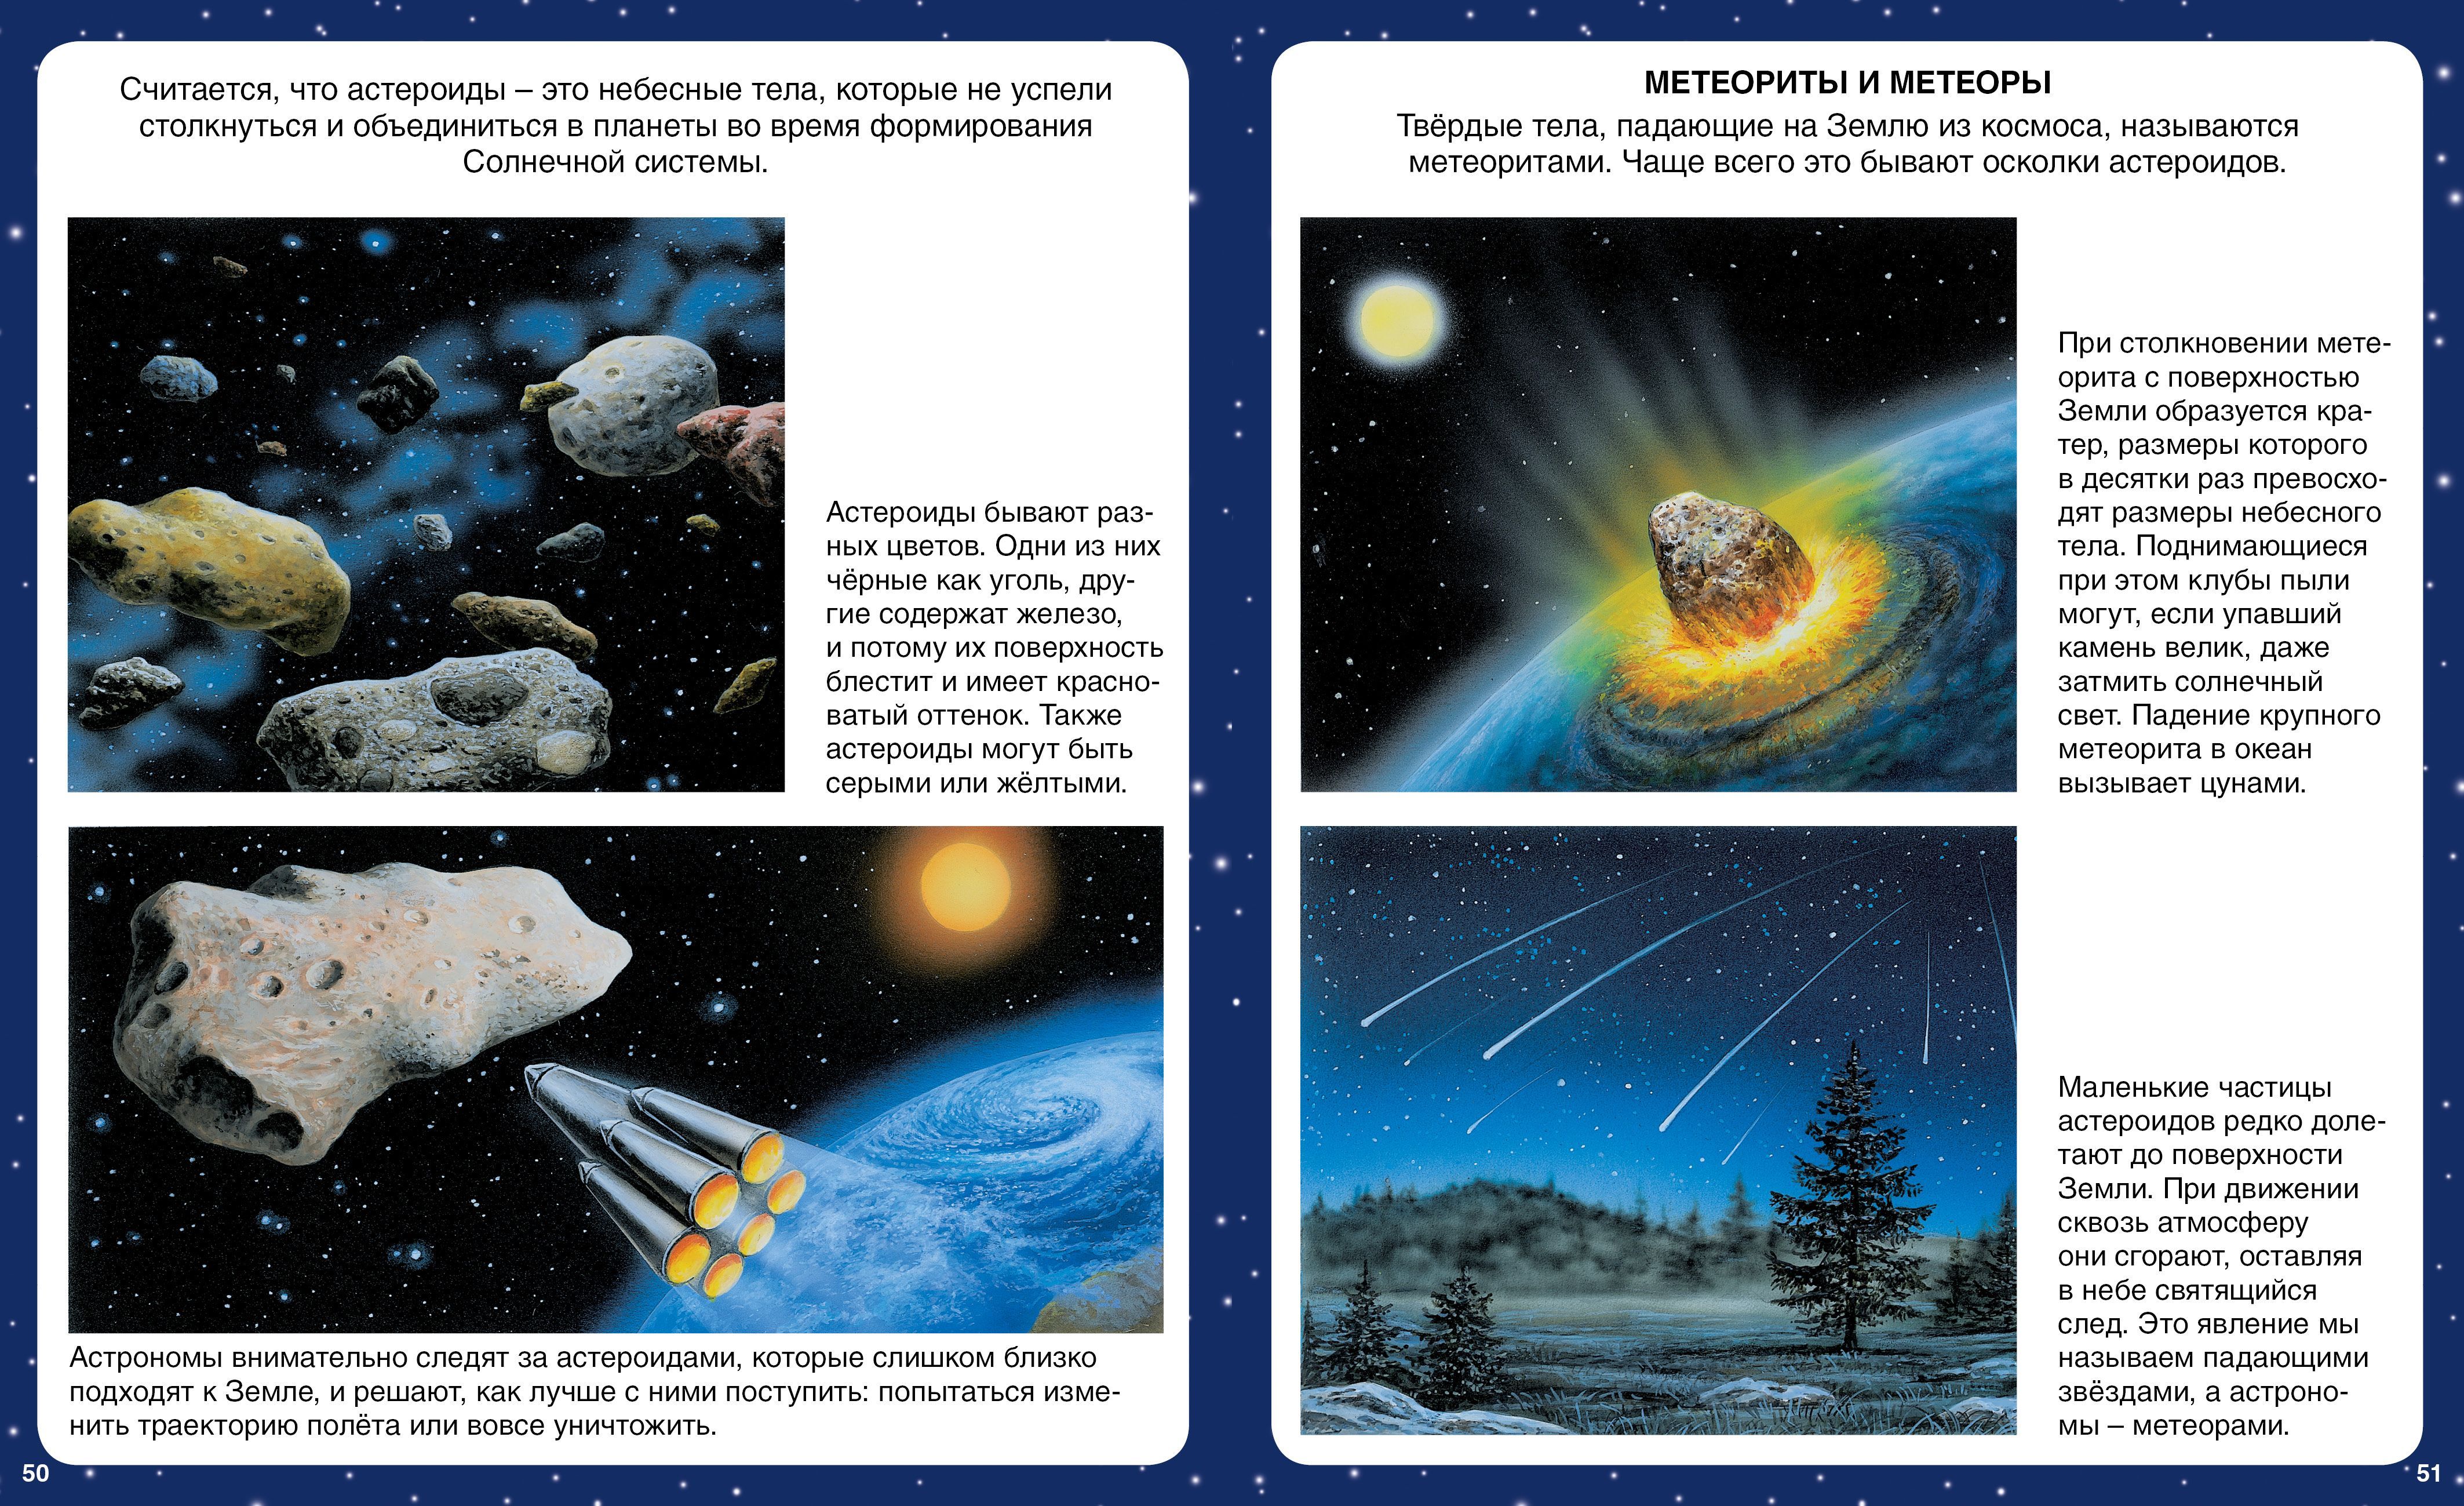 Считается, что астероиды – это небесные тела, которые не успели
столкнуться и объединиться в планеты во время формирования
Солнечной системы.
Астероиды бывают раз-
ных цветов. Одни из них
чёрные как уголь, дру-
гие содержат железо,
и потому их поверхность
блестит и имеет красно-
ватый оттенок. Также
астероиды могут быть
серыми или жёлтыми.
Астрономы внимательно следят за астероидами, которые слишком близко
подходят к Земле, и решают, как лучше с ними поступить: попытаться изме-
нить траекторию полёта или вовсе уничтожить.
50
МЕТЕОРИТЫ И МЕТЕОРЫ
Твёрдые тела, падающие на Землю из космоса, называются
метеоритами. Чаще всего это бывают осколки астероидов.
При столкновении мете-
орита с поверхностью
Земли образуется кра-
тер, размеры которого
в десятки раз превосхо-
дят размеры небесного
тела. Поднимающиеся
при этом клубы пыли
могут, если упавший
камень велик, даже
затмить солнечный
свет. Падение крупного
метеорита в океан
вызывает цунами.
Маленькие частицы
астероидов редко доле-
тают до поверхности
Земли. При движении
сквозь атмосферу
они сгорают, оставляя
в небе святящийся
след. Это явление мы
называем падающими
звёздами, а астроно-
мы – метеорами.
51